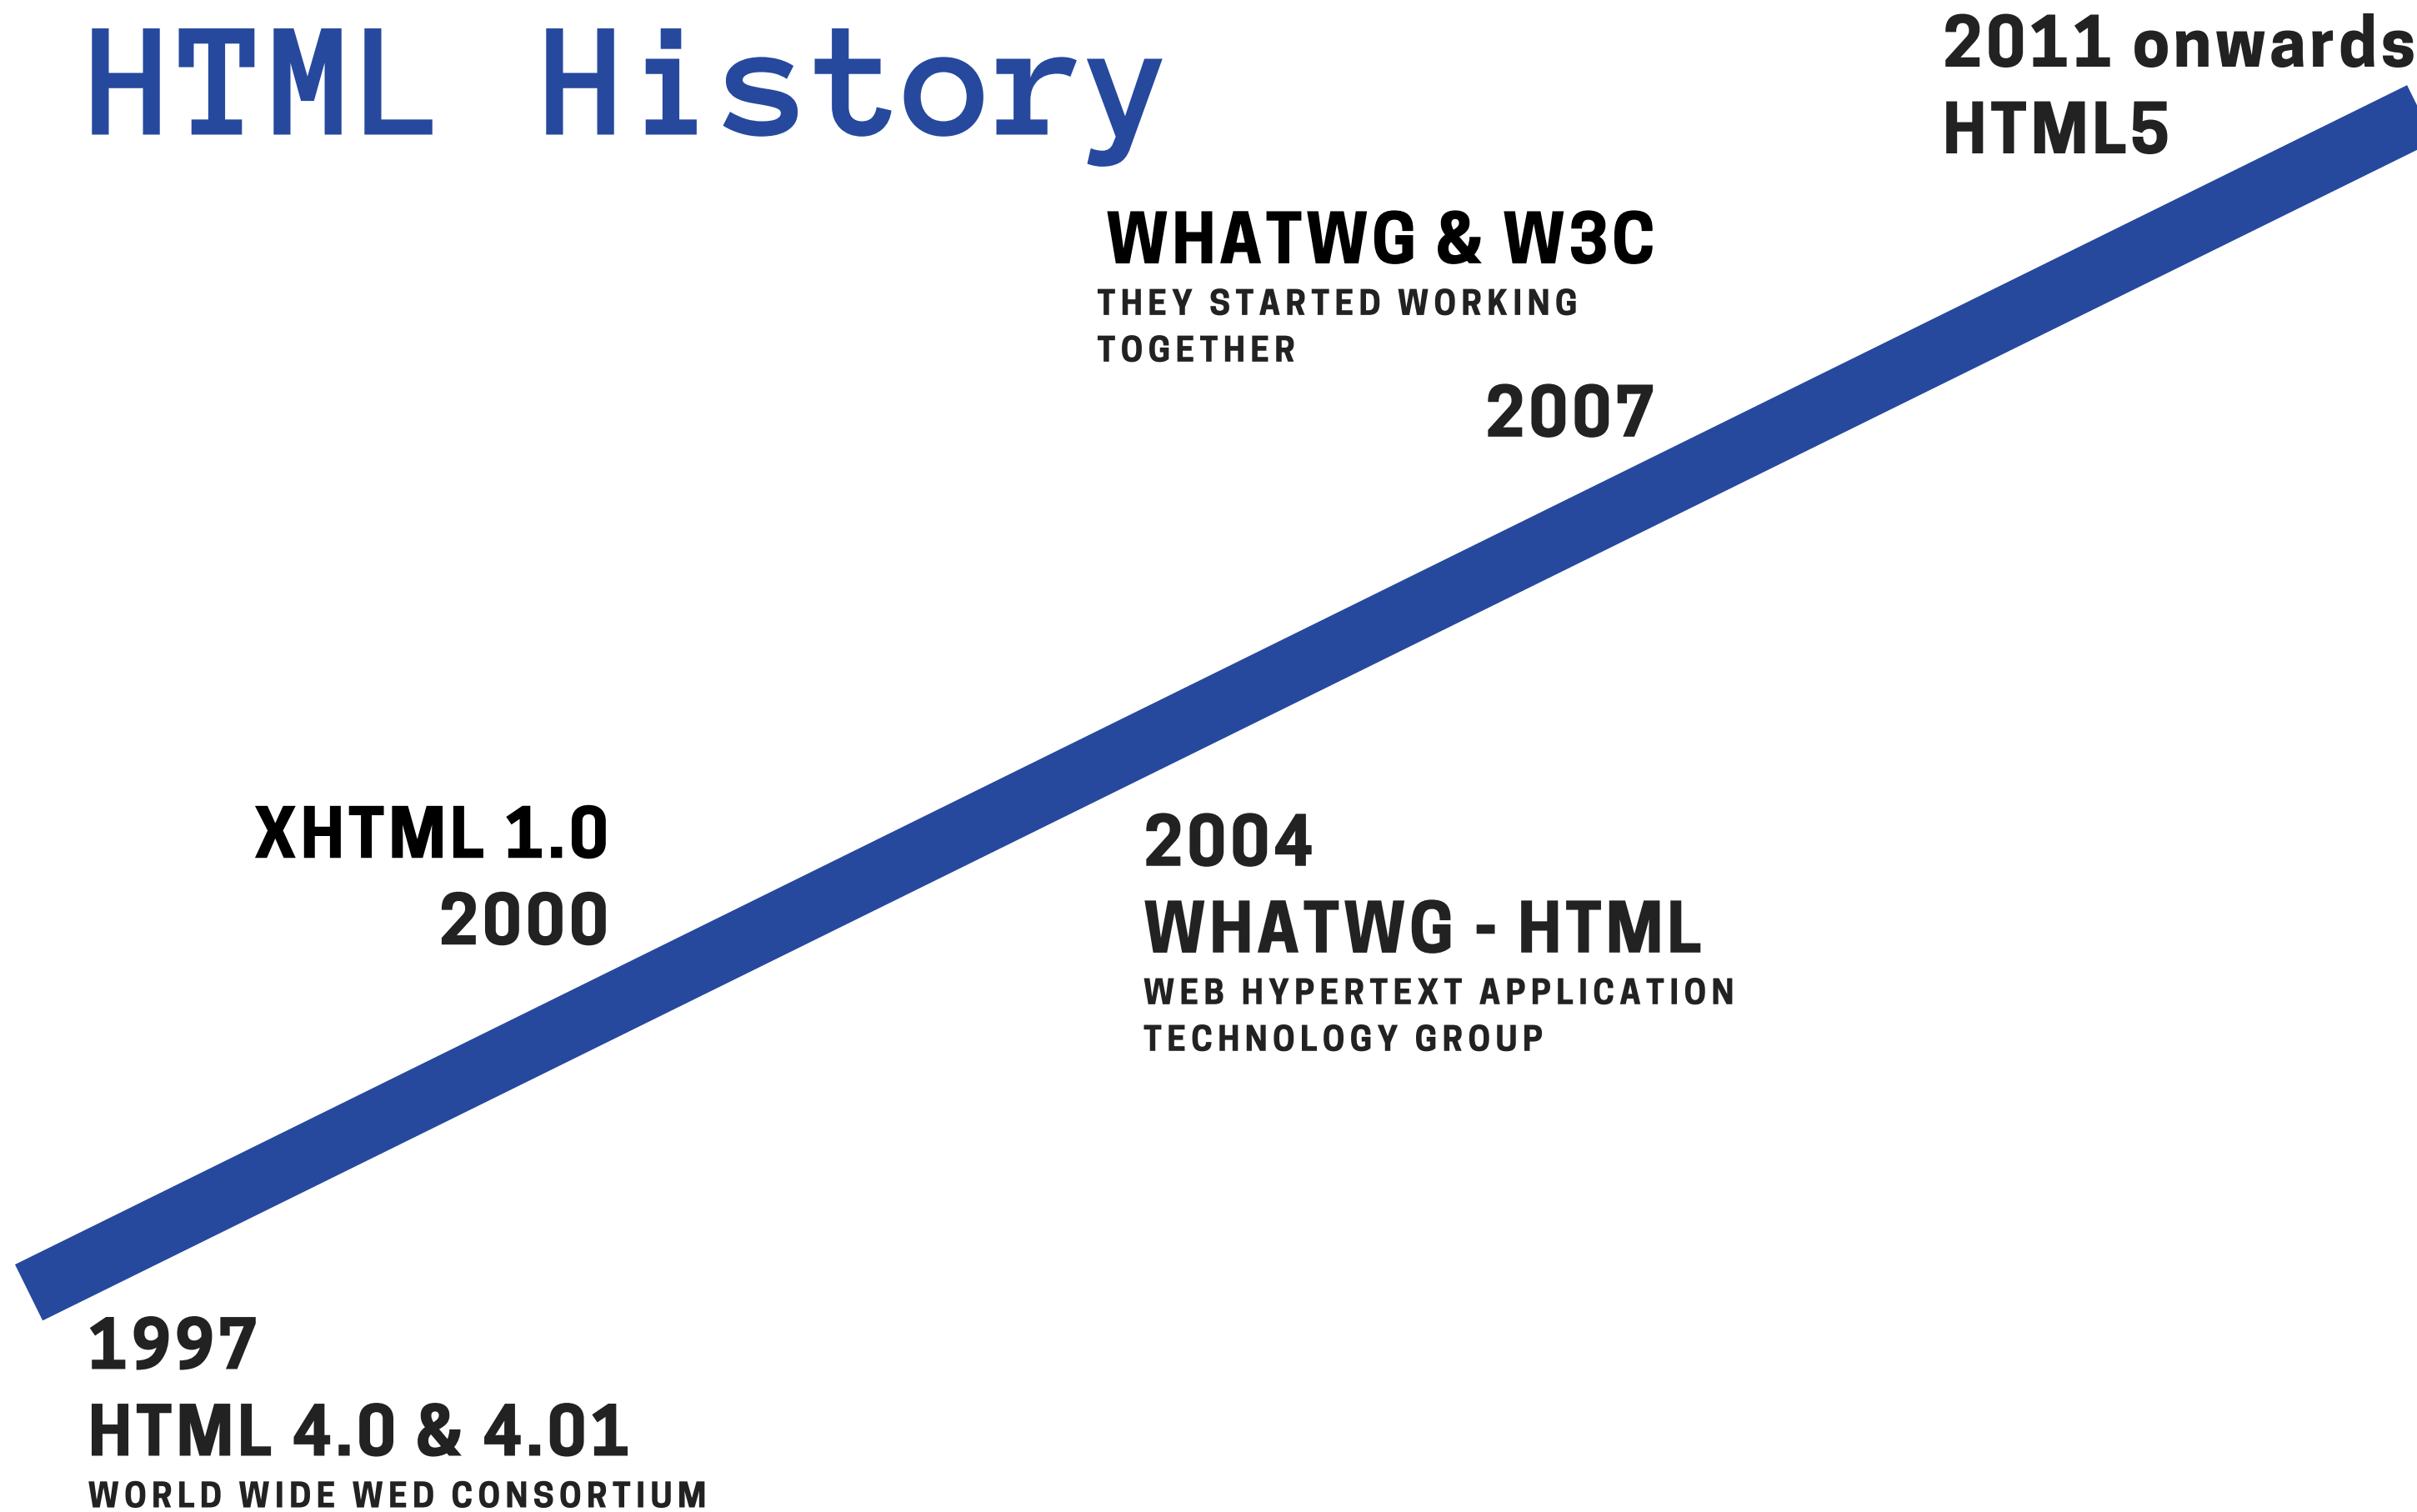 HTML History
2011 onwards
HTML5
WHATWG & W3C
THEY STARTED WORKING
TOGETHER
2007
XHTML 1.0
2000
2004
WHATWG - HTML
WEB HYPERTEXT APPLICATION
TECHNOLOGY GROUP
1997
HTML 4.0 & 4.01
WORLD WIDE WED CONSORTIUM